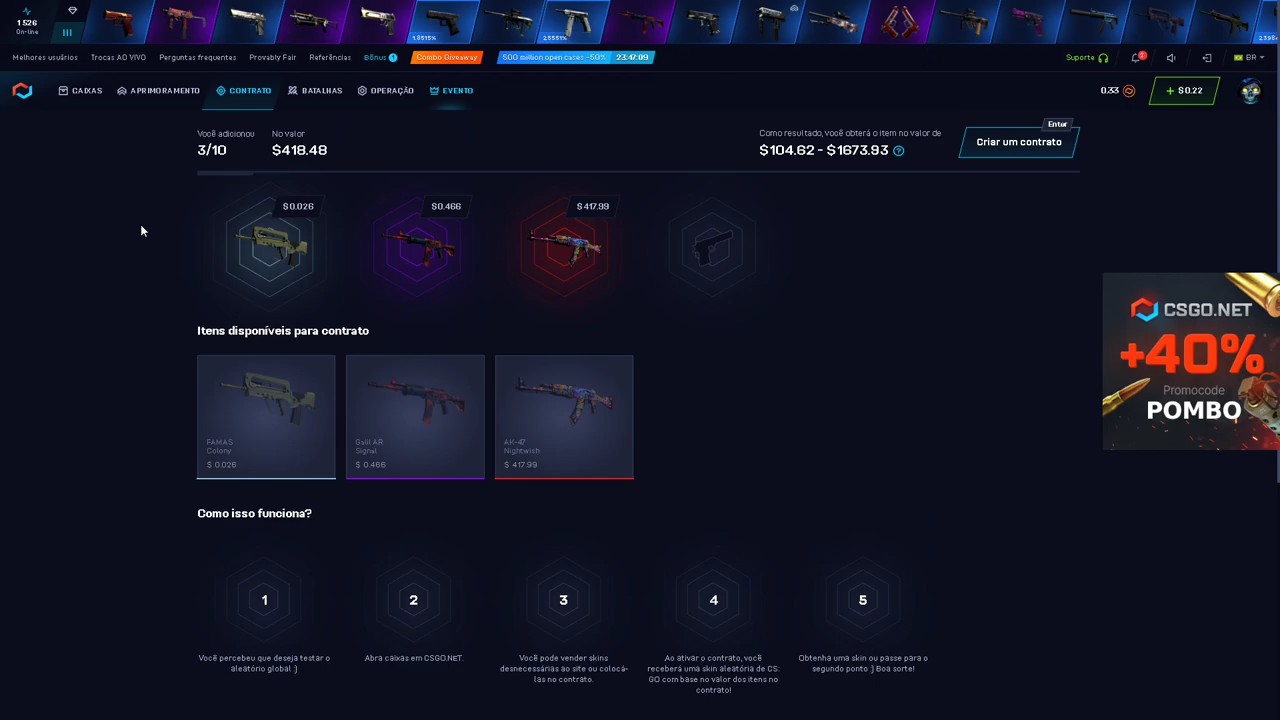 1 526
On-line
1.8515%
2.5551%
Melhores usuários
Trocas AO VIVO
Perguntas frequentes
Provably Fair
Referências
Bônus 1
Combo Giveaway
500 million open cases -50% 23:47:09
Suporte
2
BR
CAIXAS
APRIMORAMENTO
CONTRATO
BATALHAS
OPERAÇÃO
EVENTO
0.33
+ $0.22
Você adicionou
3/10
No valor
$418.48
Como resultado, você obterá o item no valor de
$104.62 - $1673.93 ?
Enter
Criar um contrato
$0.026
$0.466
$417.99
Itens disponíveis para contrato
FAMAS
Colony
$ 0.026
Galil AR
Signal
$ 0.466
AK-47
Nightwish
$ 417.99
CSGO.NET
+40%
Promocode
POMBO
Como isso funciona?
1
2
3
4
5
Você percebeu que deseja testar o
aleatório global :)
Abra caixas em CSGO.NET.
Você pode vender skins
desnecessárias ao site ou colocá-
las no contrato.
Ao ativar o contrato, você
receberá uma skin aleatória de CS:
GO com base no valor dos itens no
contrato!
Obtenha uma skin ou passe para o
segundo ponto :) Boa sorte!